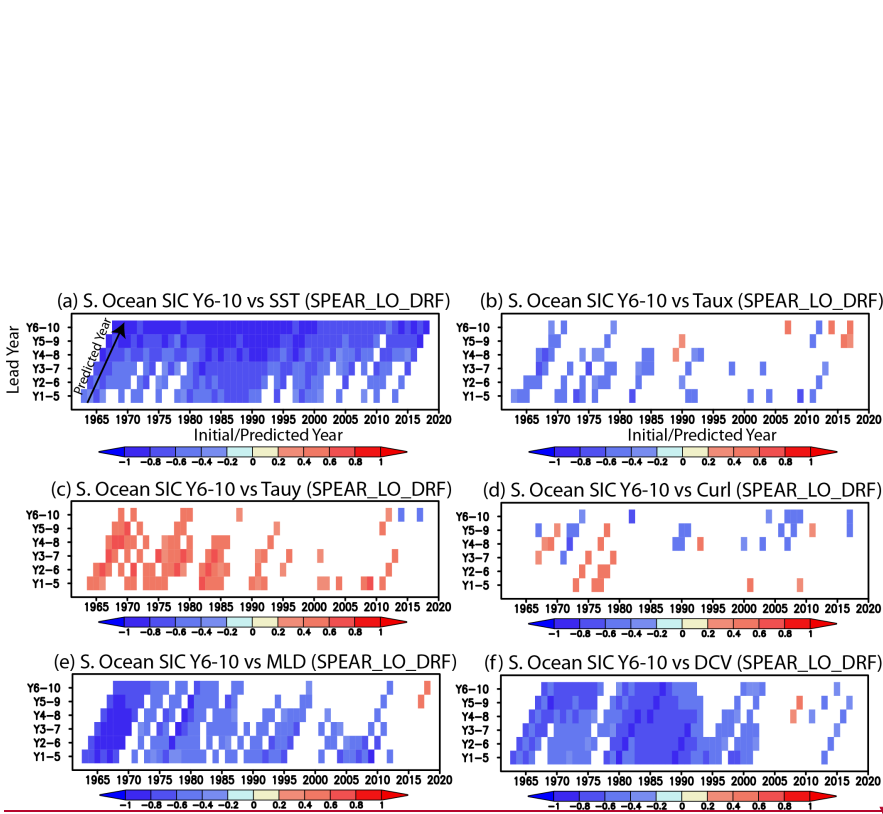 (a) S. Ocean SIC Y6-10 vs SST (SPEAR_LO_DRF)
(b) S. Ocean SIC Y6-10 vs Taux (SPEAR_LO_DRF)
Lead Year
Predicted Year
Y6-10
Y5-9
Y4-8
Y3-7
Y2-6
Y1-5
1965 1970 1975 1980 1985 1990 1995 2000 2005 2010 2015 2020
Initial/Predicted Year
-1 -0.8 -0.6 -0.4 -0.2 0 0.2 0.4 0.6 0.8 1
Y6-10
Y5-9
Y4-8
Y3-7
Y2-6
Y1-5
1965 1970 1975 1980 1985 1990 1995 2000 2005 2010 2015 2020
Initial/Predicted Year
-1 -0.8 -0.6 -0.4 -0.2 0 0.2 0.4 0.6 0.8 1
(c) S. Ocean SIC Y6-10 vs Tauy (SPEAR_LO_DRF)
(d) S. Ocean SIC Y6-10 vs Curl (SPEAR_LO_DRF)
Y6-10
Y5-9
Y4-8
Y3-7
Y2-6
Y1-5
1965 1970 1975 1980 1985 1990 1995 2000 2005 2010 2015 2020
-1 -0.8 -0.6 -0.4 -0.2 0 0.2 0.4 0.6 0.8 1
Y6-10
Y5-9
Y4-8
Y3-7
Y2-6
Y1-5
1965 1970 1975 1980 1985 1990 1995 2000 2005 2010 2015 2020
-1 -0.8 -0.6 -0.4 -0.2 0 0.2 0.4 0.6 0.8 1
(e) S. Ocean SIC Y6-10 vs MLD (SPEAR_LO_DRF)
(f) S. Ocean SIC Y6-10 vs DCV (SPEAR_LO_DRF)
Y6-10
Y5-9
Y4-8
Y3-7
Y2-6
Y1-5
1965 1970 1975 1980 1985 1990 1995 2000 2005 2010 2015 2020
-1 -0.8 -0.6 -0.4 -0.2 0 0.2 0.4 0.6 0.8 1
Y6-10
Y5-9
Y4-8
Y3-7
Y2-6
Y1-5
1965 1970 1975 1980 1985 1990 1995 2000 2005 2010 2015 2020
-1 -0.8 -0.6 -0.4 -0.2 0 0.2 0.4 0.6 0.8 1